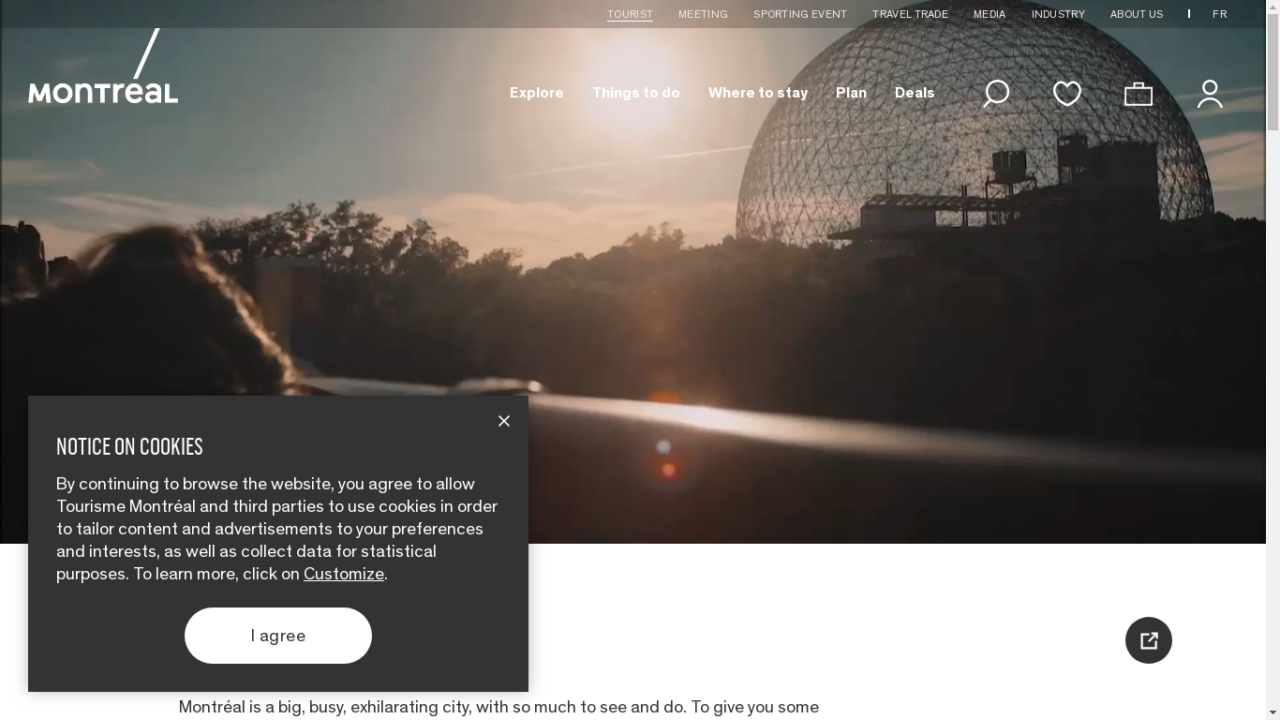 TOURIST MEETING SPORTING EVENT TRAVEL TRADE MEDIA INDUSTRY ABOUT US FR
MONTRÉAL
Explore Things to do Where to stay Plan Deals
NOTICE ON COOKIES
By continuing to browse the website, you agree to allow
Tourisme Montréal and third parties to use cookies in order
to tailor content and advertisements to your preferences
and interests, as well as collect data for statistical
purposes. To learn more, click on Customize.
I agree
Montréal is a big, busy, exhilarating city, with so much to see and do. To give you some